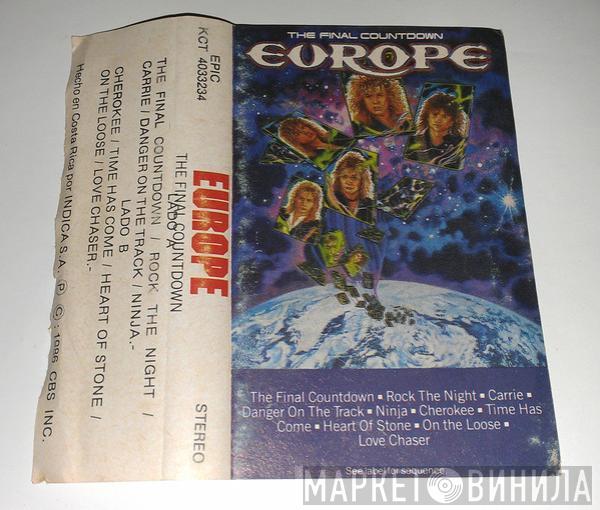 THE FINAL COUNTDOWN
EUROPE
The Final Countdown ▪ Rock The Night ▪ Carrie ▪
Danger On The Track ▪ Ninja ▪ Cherokee ▪ Time Has
Come ▪ Heart Of Stone ▪ On the Loose ▪
Love Chaser
See label for sequence.
EPIC
KCT 4033234
EUROPE
THE FINAL COUNTDOWN
STEREO
LADO A
THE FINAL COUNTDOWN / ROCK THE NIGHT /
CARRIE / DANGER ON THE TRACK / NINJA.-
LADO B
CHEROKEE / TIME HAS COME / HEART OF STONE /
ON THE LOOSE / LOVE CHASER.-
Hecho en Costa Rica por INDICA, S.A. Ⓟ Ⓒ: 1986 CBS INC.
МАРКЕТ ВИНИЛА